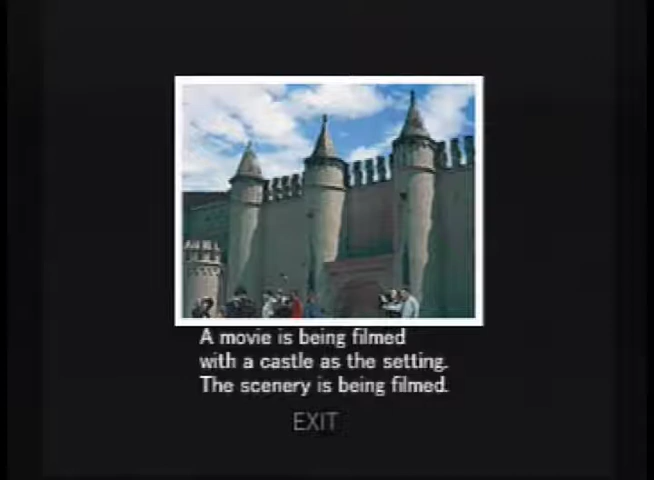 A movie is being filmed
with a castle as the setting.
The scenery is being filmed.
EXIT